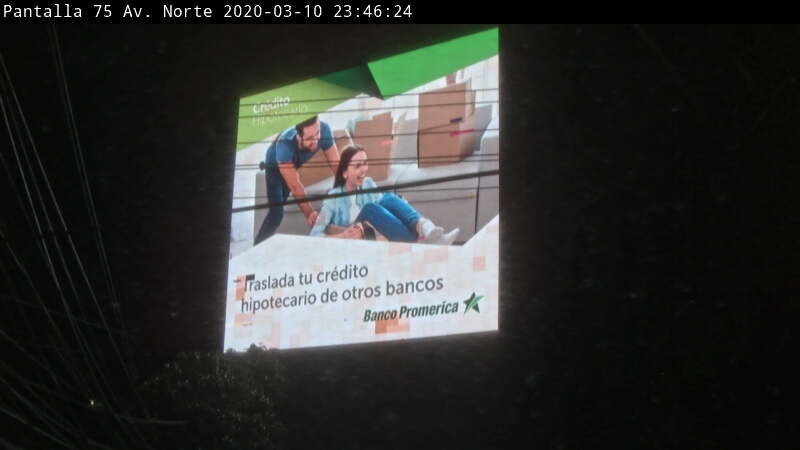 Pantalla 75 Av. Norte 2020-03-10 23:46:24
Crédito
Hipotecario
Traslada tu crédito
hipotecario de otros bancos
Banco Promerica